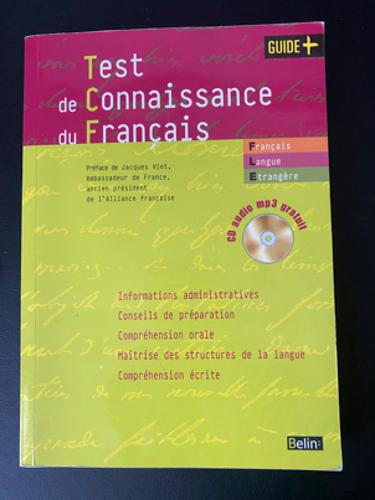 GUIDE+
Test
de Connaissance
du Français
Français
Langue
Etrangère
Préface de Jacques Viot,
Ambassadeur de France,
ancien président
de l'Alliance française
CD audio mp3 gratuit
Informations administratives
Conseils de préparation
Compréhension orale
Maîtrise des structures de la langue
Compréhension écrite
Belin: